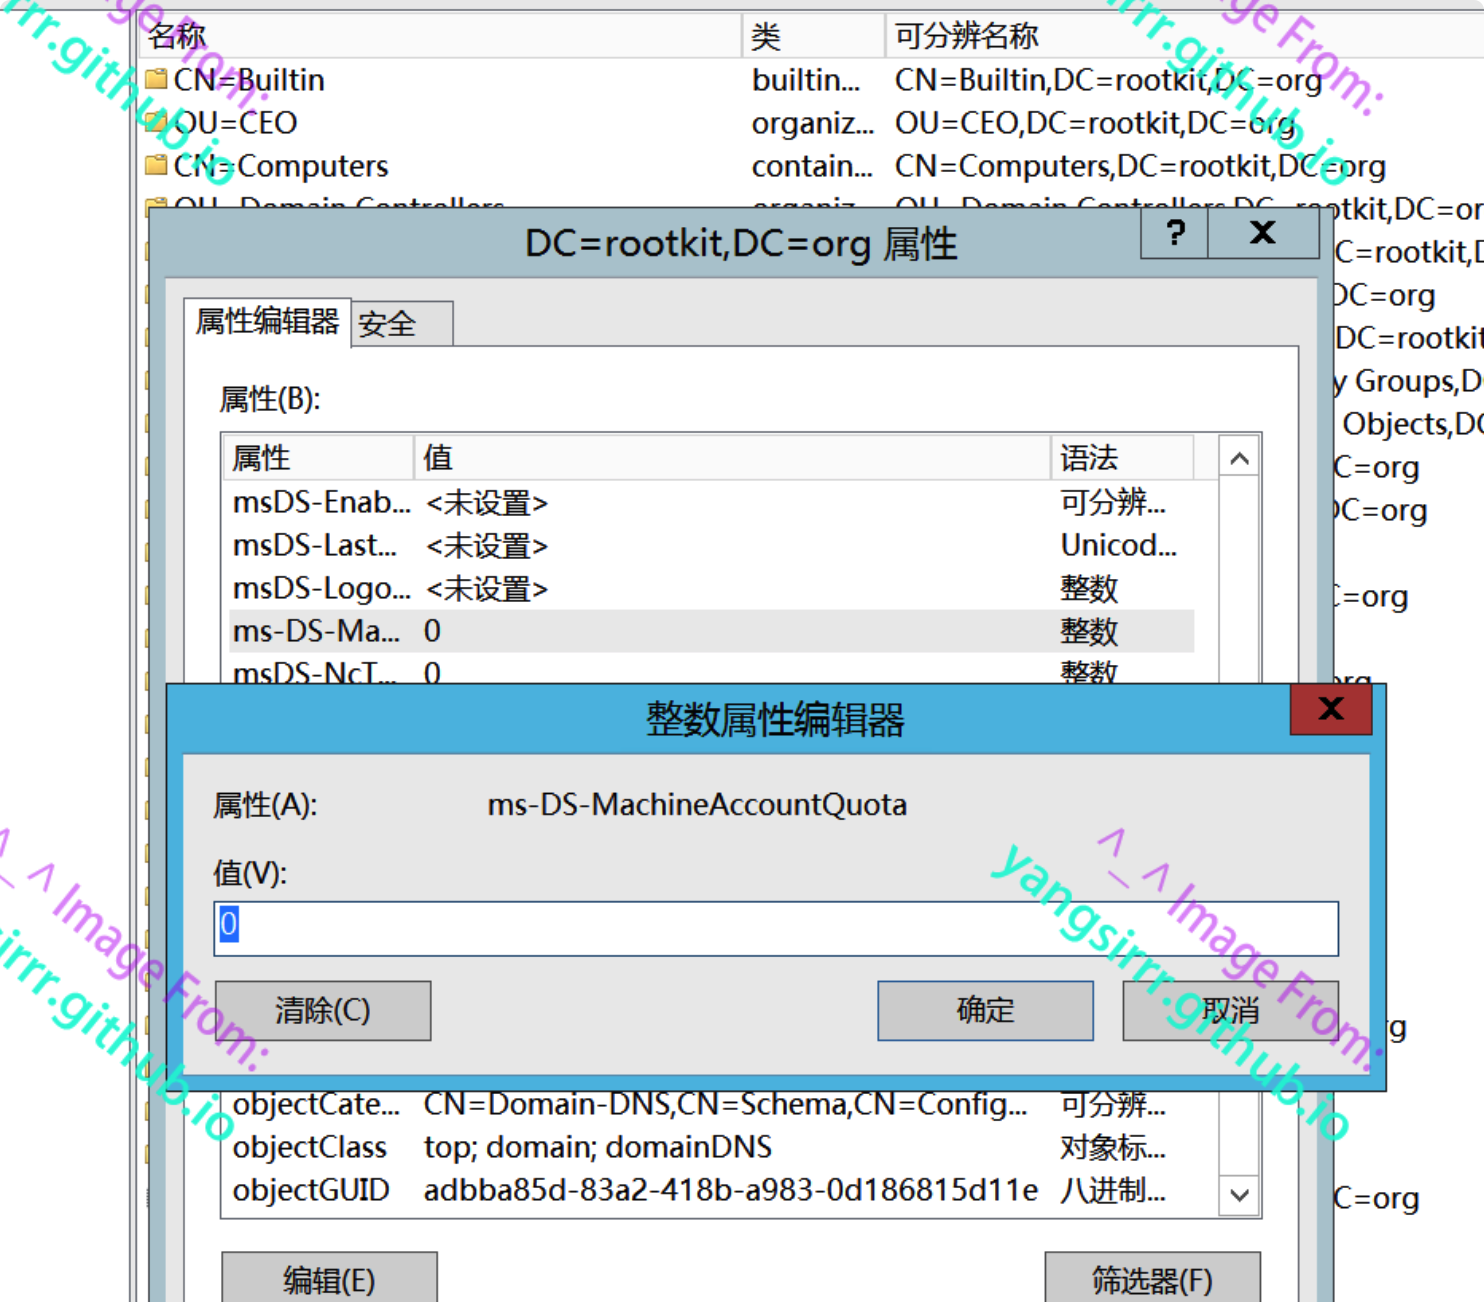 名称 类 可分辨名称
CN=Builtin builtin... CN=Builtin,DC=rootkit,DC=org
OU=CEO organiz... OU=CEO,DC=rootkit,DC=org
CN=Computers contain... CN=Computers,DC=rootkit,DC=org
OU=Domain Controllers organiz... OU=Domain Controllers,DC=rootkit,DC=or
DC=rootkit,DC=org 属性
? X
C=rootkit,D
DC=org
属性编辑器 安全
DC=rootkit
y Groups,D
属性(B):
Objects,DC
属性 值 语法
C=org
msDS-Enab... <未设置> 可分辨...
C=org
msDS-Last... <未设置> Unicod...
msDS-Logo... <未设置> 整数
C=org
ms-DS-Ma... 0 整数
msDS-NcT... 0 整数
org
整数属性编辑器
X
属性(A): ms-DS-MachineAccountQuota
值(V):
0
清除(C) 确定 取消
rg
objectCate... CN=Domain-DNS,CN=Schema,CN=Config... 可分辨...
objectClass top; domain; domainDNS 对象标...
objectGUID adbba85d-83a2-418b-a983-0d186815d11e 八进制...
C=org
编辑(E) 筛选器(F)
^_^ Image From:
yangsirrr.github.io